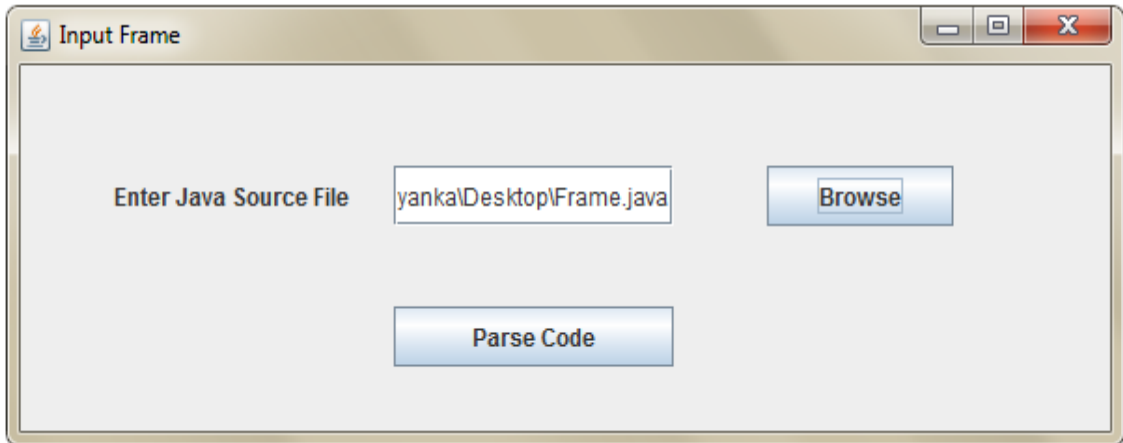 Input Frame
Enter Java Source File yanka\Desktop\Frame.java Browse
Parse Code